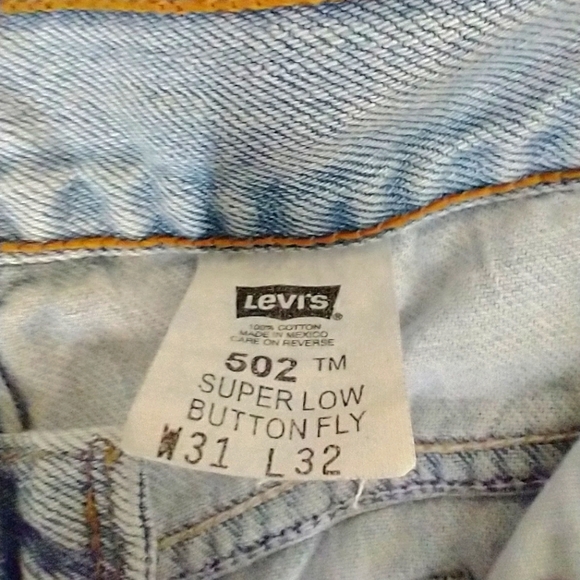 LEVI'S®
100% COTTON
MADE IN MEXICO
CARE ON REVERSE
502 ™
SUPER LOW
BUTTON FLY
W31 L32